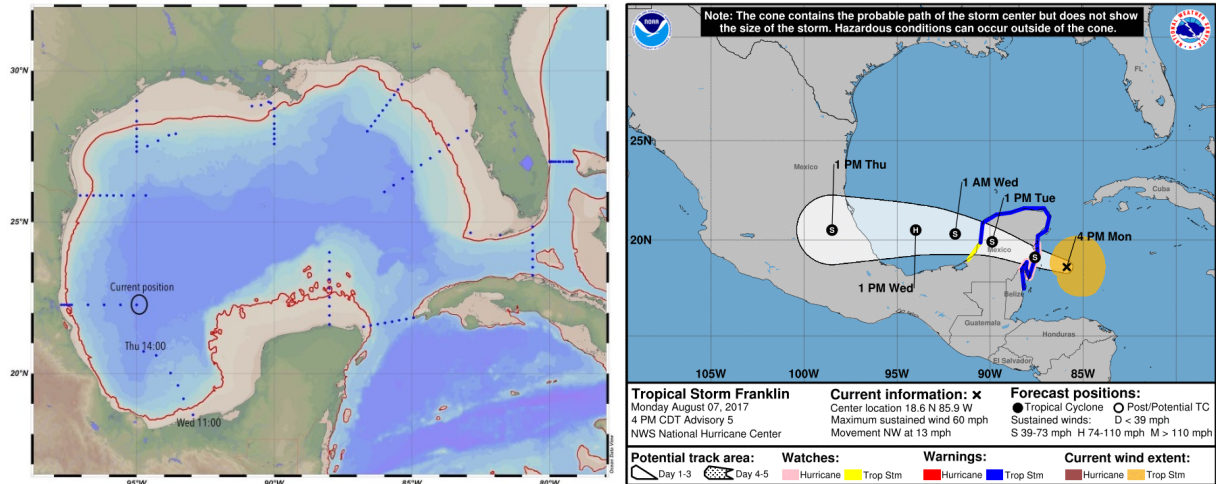 30°N
25°N
20°N
Current position
Thu 14:00
Wed 11:00
95°W
90°W
85°W
80°W
Ocean Data View
NOAA
Note: The cone contains the probable path of the storm center but does not show
the size of the storm. Hazardous conditions can occur outside of the cone.
NATIONAL WEATHER SERVICE
FL
25N
Mexico
1 PM Thu
1 AM Wed
Cuba
1 PM Tue
S
H
S
S
S
20N
Mexico
4 PM Mon
1 PM Wed
Belize
Guatemala
Honduras
El Salvador
105W
100W
95W
90W
85W
Tropical Storm Franklin
Monday August 07, 2017
4 PM CDT Advisory 5
NWS National Hurricane Center
Current information: x
Center location 18.6 N 85.9 W
Maximum sustained wind 60 mph
Movement NW at 13 mph
Forecast positions:
Tropical Cyclone Post/Potential TC
Sustained winds: D < 39 mph
S 39-73 mph H 74-110 mph M > 110 mph
Potential track area:
Day 1-3 Day 4-5
Watches:
Hurricane Trop Stm
Warnings:
Hurricane Trop Stm
Current wind extent:
Hurricane Trop Stm